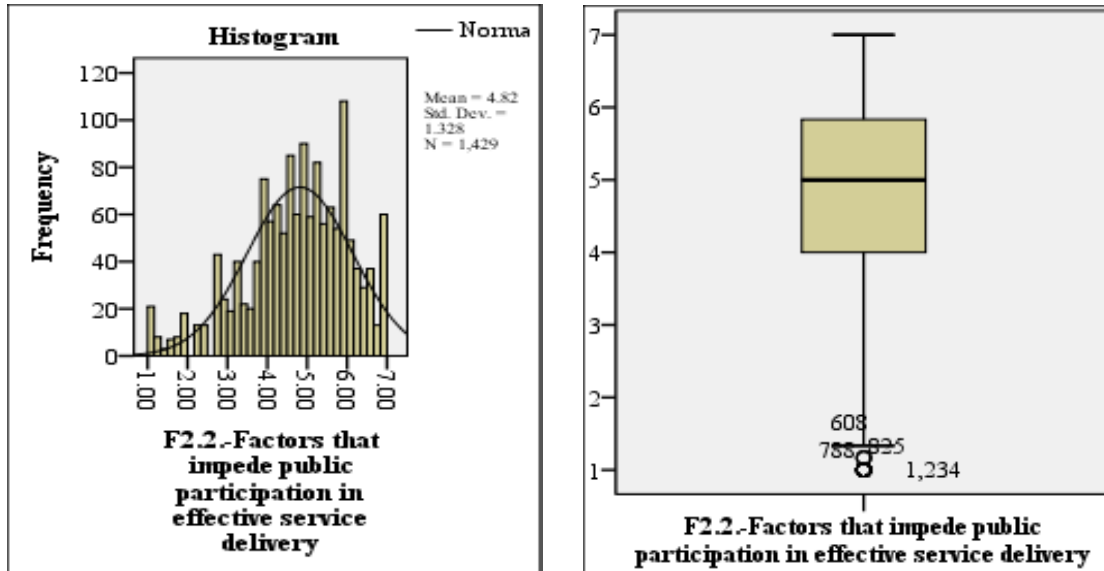 Histogram
Norma
Mean = 4.82
Std. Dev. =
1.328
N = 1,429
Frequency
120
100
80
60
40
20
0
1.00
2.00
3.00
4.00
5.00
6.00
7.00
F2.2.-Factors that
impede public
participation in
effective service
delivery
7
6
5
4
3
2
1
608
788
1,234
F2.2.-Factors that impede public
participation in effective service delivery